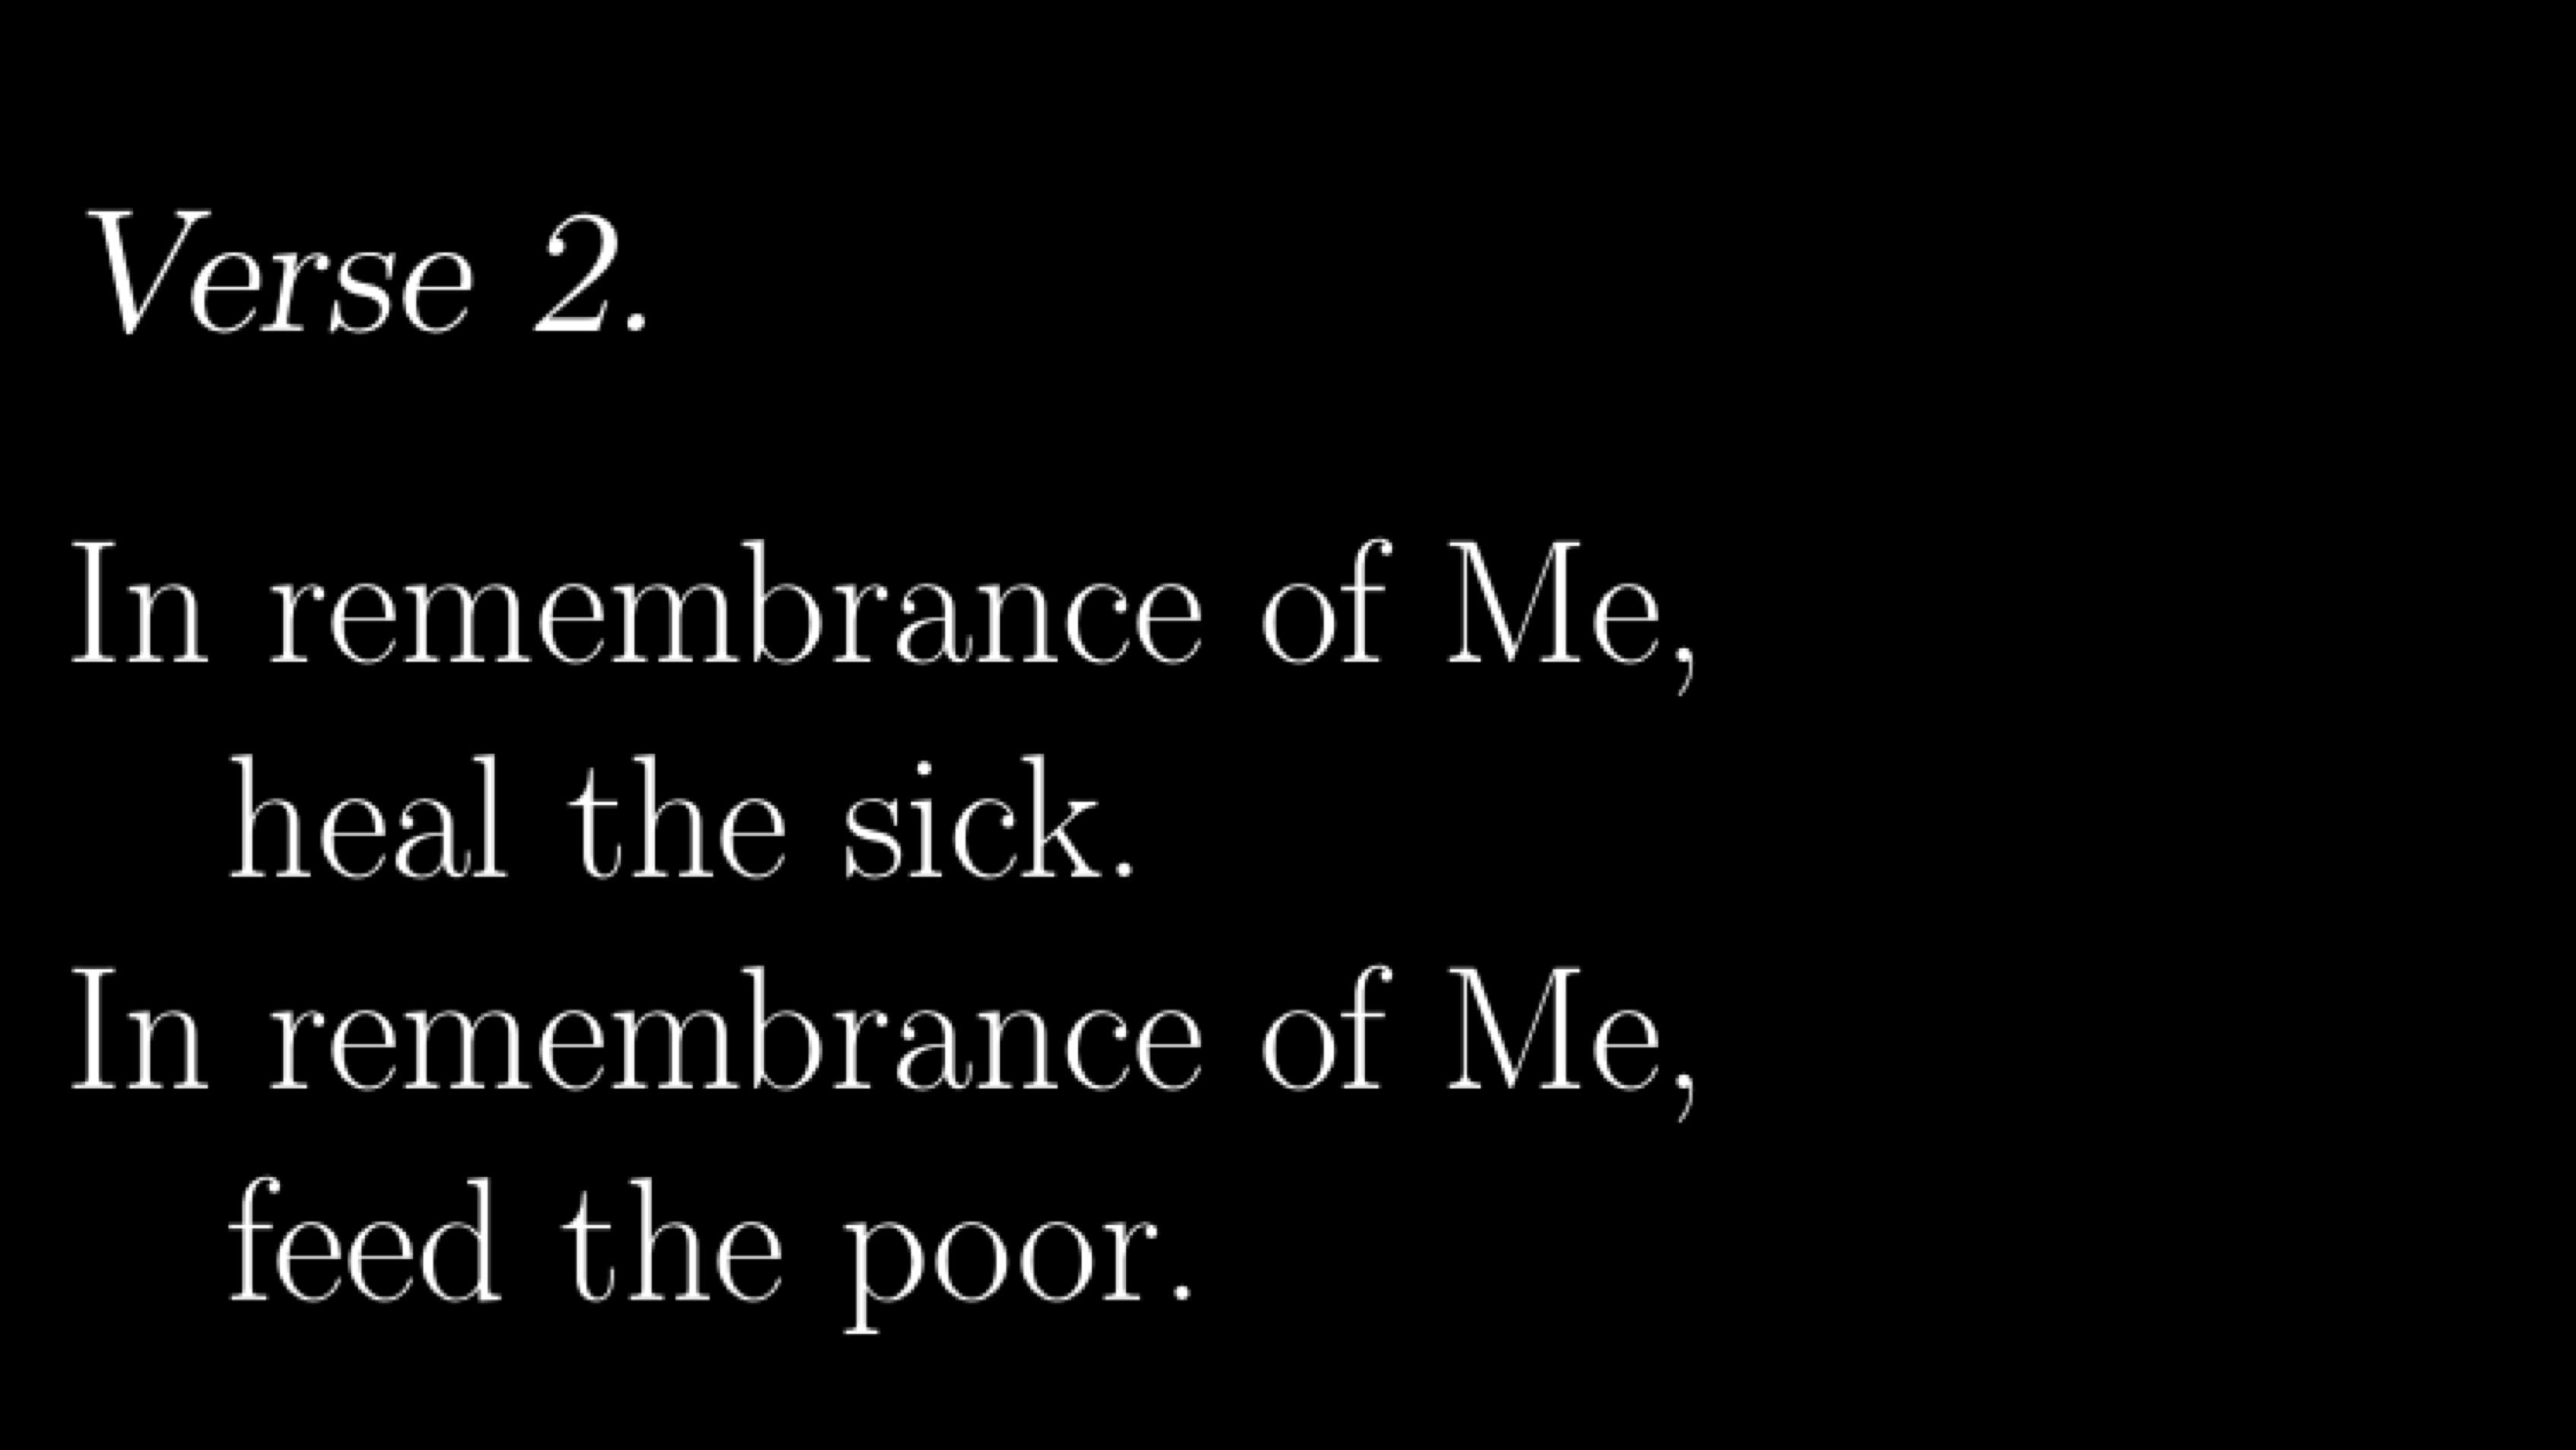 Verse 2.
In remembrance of Me,
heal the sick.
In remembrance of Me,
feed the poor.